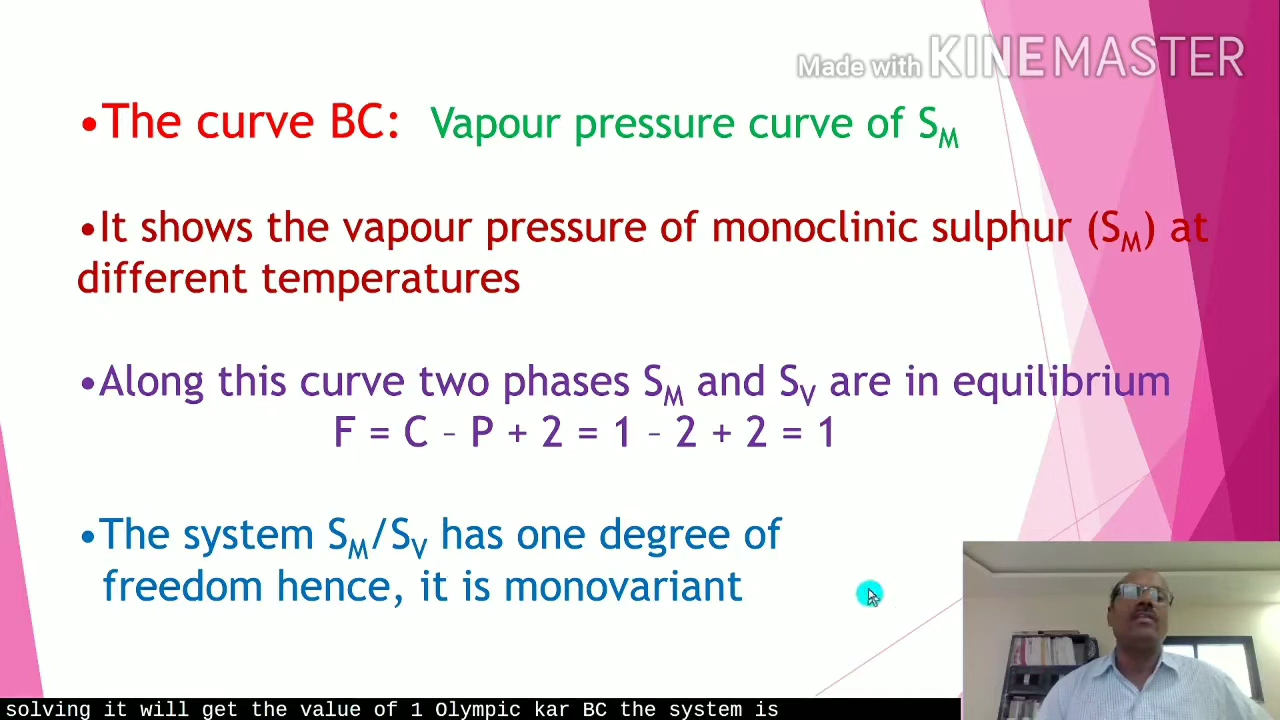 Made with KINEMASTER
•The curve BC: Vapour pressure curve of SM
•It shows the vapour pressure of monoclinic sulphur (SM) at
different temperatures
•Along this curve two phases SM and SV are in equilibrium
F = C – P + 2 = 1 – 2 + 2 = 1
•The system SM/SV has one degree of
freedom hence, it is monovariant
solving it will get the value of 1 Olympic kar BC the system is